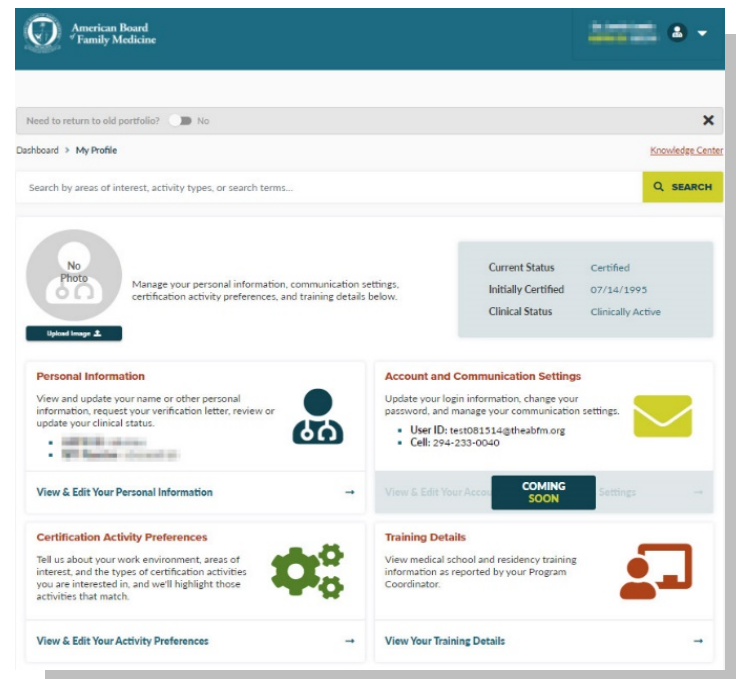 American Board
of Family Medicine
Need to return to old portfolio? No
Dashboard > My Profile
Knowledge Center
Search by areas of interest, activity types, or search terms...
SEARCH
No
Photo
Upload Image
Manage your personal information, communication settings,
certification activity preferences, and training details
below.
Current Status Certified
Initially Certified 07/14/1995
Clinical Status Clinically Active
Personal Information
View and update your name or other personal
information, request your verification letter, review or
update your clinical status.
View & Edit Your Personal Information →
Account and Communication Settings
Update your login information, change your
password, and manage your communication settings.
• User ID: test081514@theabfm.org
• Cell: 294-233-0040
View & Edit Your Settings →
COMING
SOON
Certification Activity Preferences
Tell us about your work environment, areas of
interest, and the types of certification activities
you are interested in, and we'll highlight those
activities that match.
View & Edit Your Activity Preferences →
Training Details
View medical school and residency training
information as reported by your Program
Coordinator.
View Your Training Details →